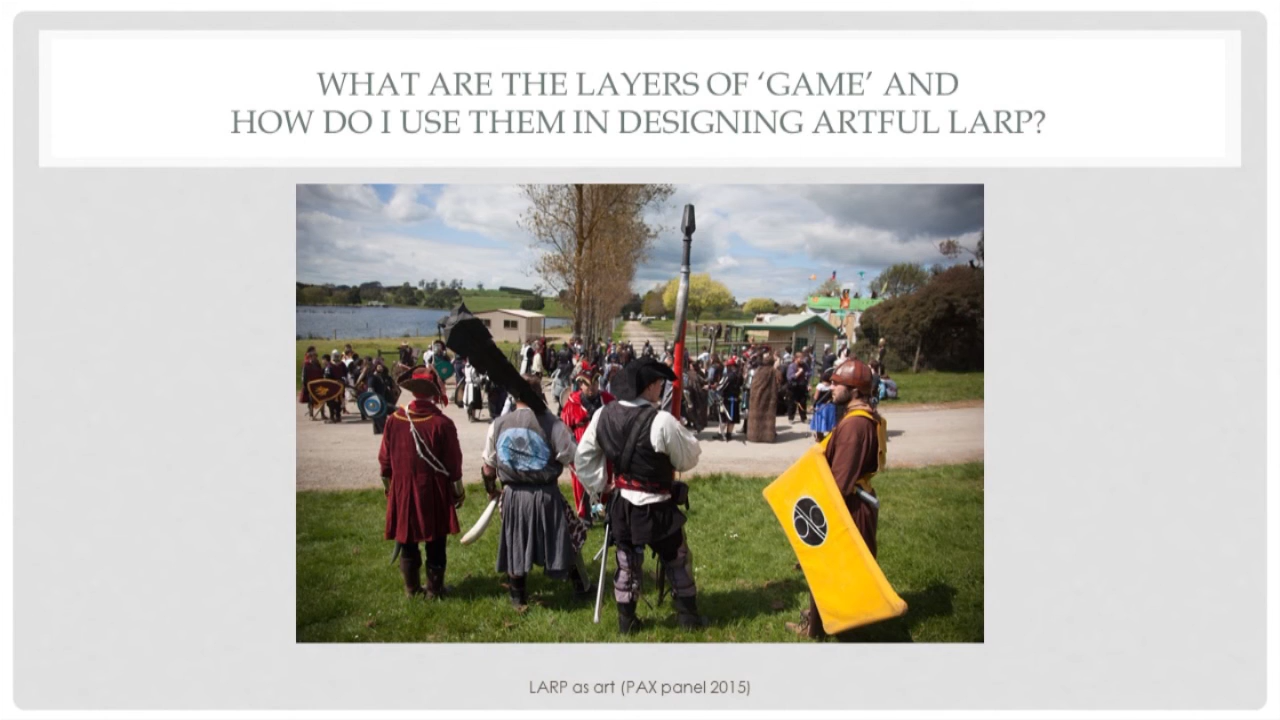 WHAT ARE THE LAYERS OF ‘GAME’ AND
HOW DO I USE THEM IN DESIGNING ARTFUL LARP?
LARP as art (PAX panel 2015)